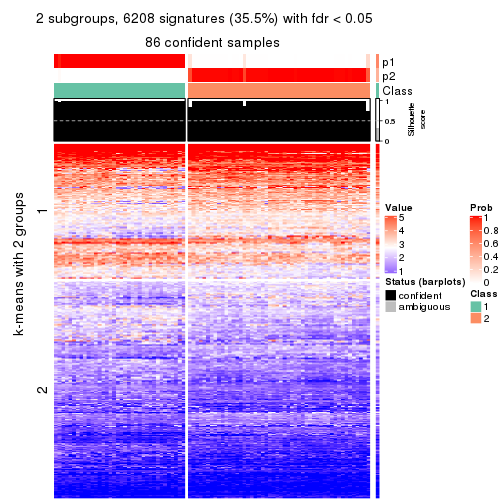 2 subgroups, 6208 signatures (35.5%) with fdr < 0.05
86 confident samples
p1
p2
Class
1
0.5
0
Silhouette
score
k-means with 2 groups
1
2
Value
5
4
3
2
1
Status (barplots)
confident
ambiguous
Prob
1
0.8
0.6
0.4
0.2
0
Class
1
2